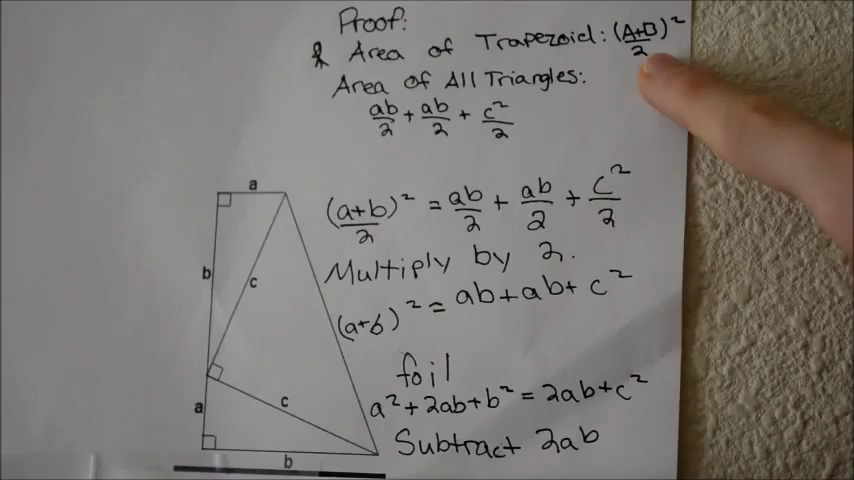 Proof:
Area of Trapezoid: (A+B)²/2
Area of All Triangles:
ab/2 + ab/2 + c²/2
(a+b)²/2 = ab/2 + ab/2 + c²/2
Multiply by 2.
(a+b)² = ab+ab+c²
foil
a²+2ab+b² = 2ab+c²
Subtract 2ab
a
b
c
a
c
b